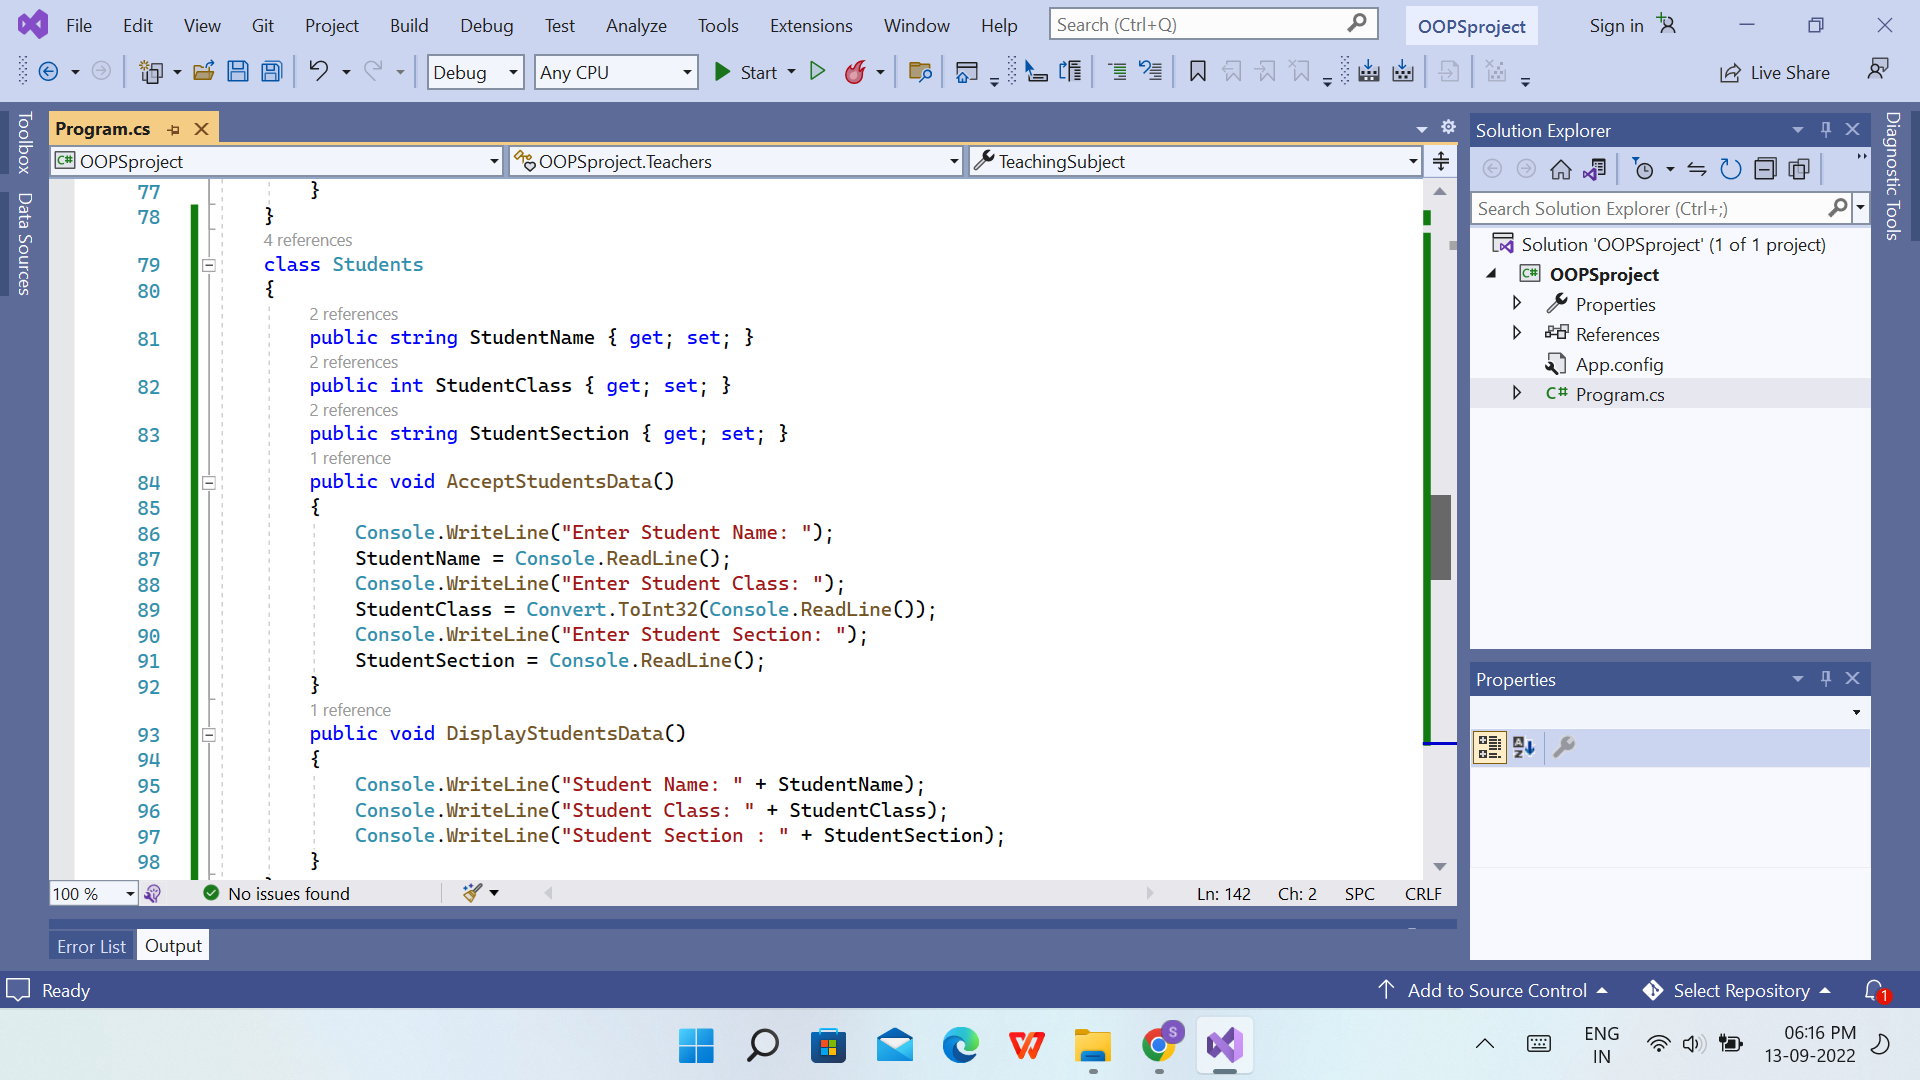 File Edit View Git Project Build Debug Test Analyze Tools Extensions Window Help Search (Ctrl+Q) OOPSproject Sign in
Debug Any CPU Start Live Share
Toolbox
Data Sources
Program.cs
OOPSproject OOPSproject.Teachers TeachingSubject
77 }
78 }
4 references
79 class Students
80 {
2 references
81 public string StudentName { get; set; }
2 references
82 public int StudentClass { get; set; }
2 references
83 public string StudentSection { get; set; }
1 reference
84 public void AcceptStudentsData()
85 {
86 Console.WriteLine("Enter Student Name: ");
87 StudentName = Console.ReadLine();
88 Console.WriteLine("Enter Student Class: ");
89 StudentClass = Convert.ToInt32(Console.ReadLine());
90 Console.WriteLine("Enter Student Section: ");
91 StudentSection = Console.ReadLine();
92 }
1 reference
93 public void DisplayStudentsData()
94 {
95 Console.WriteLine("Student Name: " + StudentName);
96 Console.WriteLine("Student Class: " + StudentClass);
97 Console.WriteLine("Student Section : " + StudentSection);
98 }
100 % No issues found Ln: 142 Ch: 2 SPC CRLF
Error List Output
Solution Explorer
Search Solution Explorer (Ctrl+;)
Solution 'OOPSproject' (1 of 1 project)
C# OOPSproject
Properties
References
App.config
C# Program.cs
Properties
Diagnostic Tools
Ready Add to Source Control Select Repository 1
S
ENG
IN
06:16 PM
13-09-2022